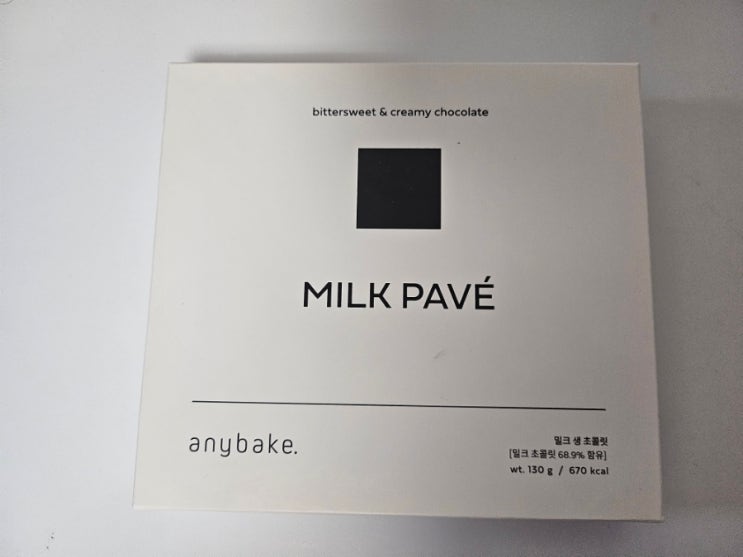 bittersweet & creamy chocolate
MILK PAVÉ
anybake.
밀크 생 초콜릿
[밀크 초콜릿 68.9% 함유]
wt. 130 g / 670 kcal